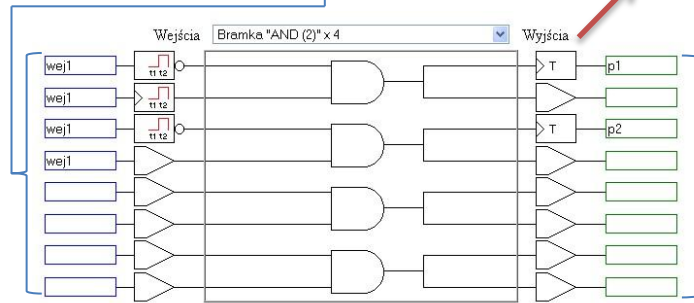 Wejścia Bramka "AND (2)" x 4 Wyjścia
wej1 t1 t2 T p1
wej1 t1 t2
wej1 t1 t2 T p2
wej1